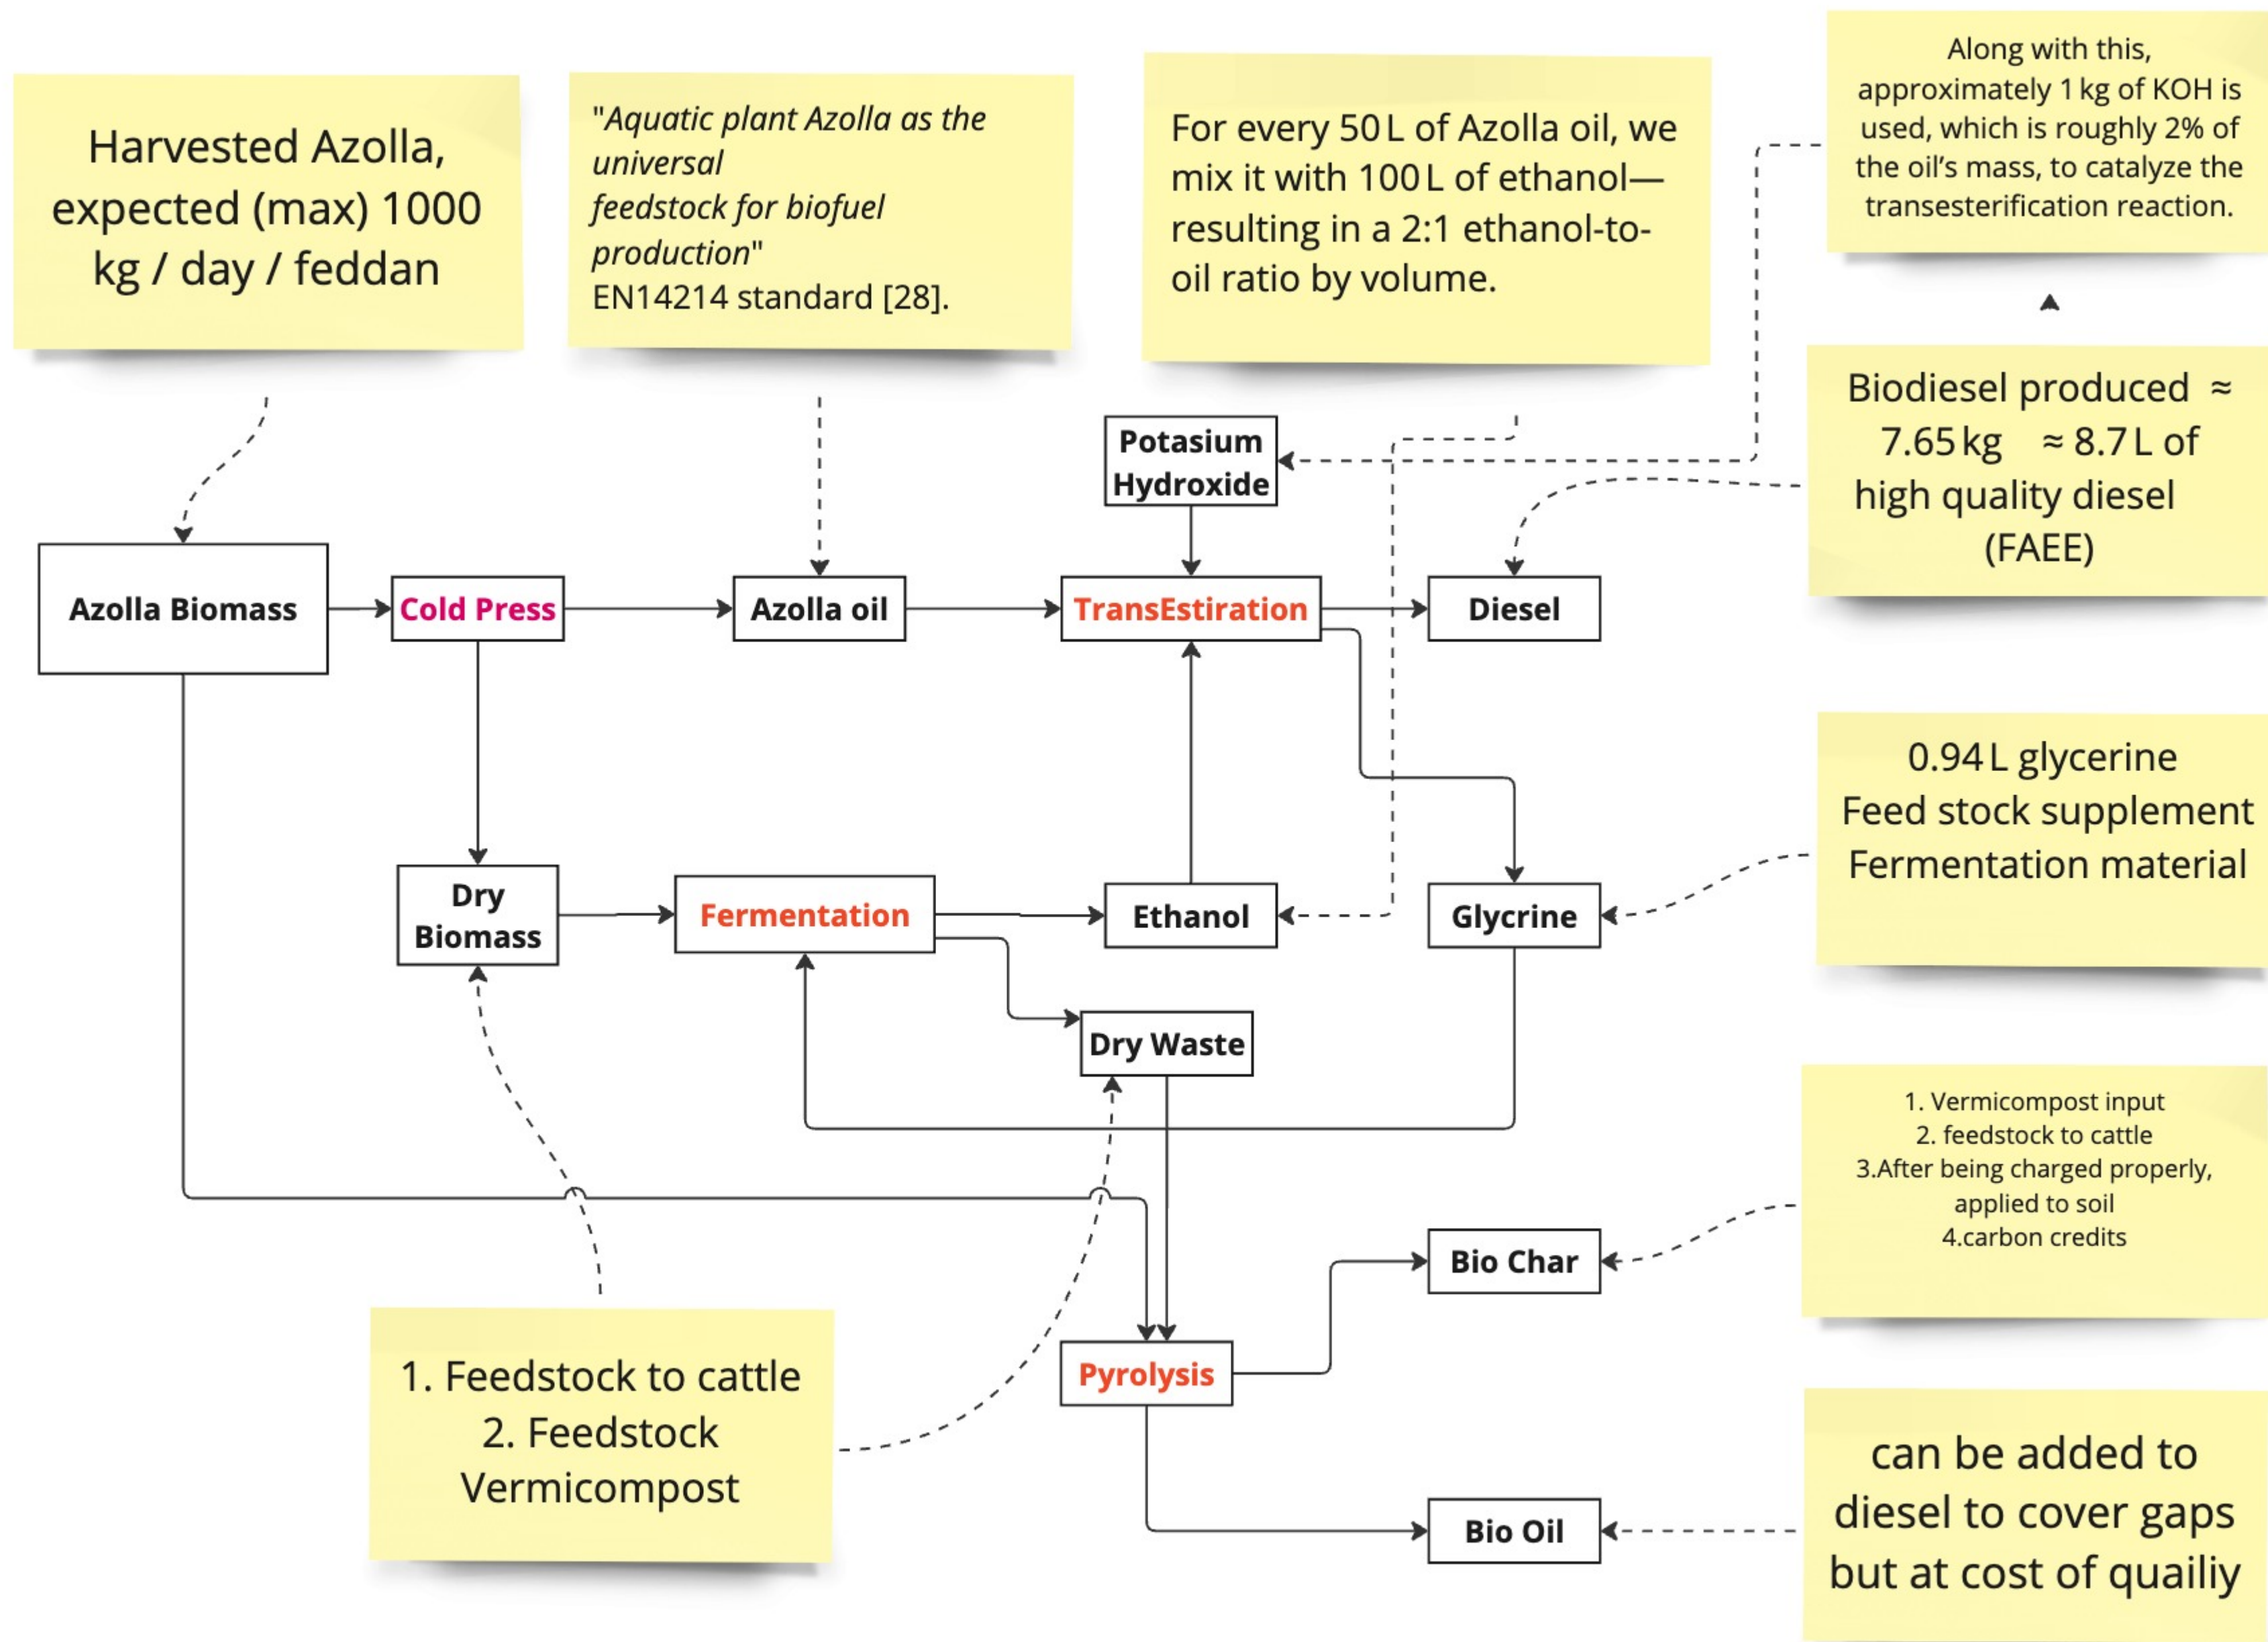 Harvested Azolla,
expected (max) 1000
kg / day / feddan
"Aquatic plant Azolla as the
universal
feedstock for biofuel
production"
EN14214 standard [28].
For every 50 L of Azolla oil, we
mix it with 100 L of ethanol—
resulting in a 2:1 ethanol-to-
oil ratio by volume.
Along with this,
approximately 1 kg of KOH is
used, which is roughly 2% of
the oil’s mass, to catalyze the
transesterification reaction.
Biodiesel produced ≈
7.65 kg ≈ 8.7 L of
high quality diesel
(FAEE)
Potasium
Hydroxide
Azolla Biomass
Cold Press
Azolla oil
TransEstiration
Diesel
0.94 L glycerine
Feed stock supplement
Fermentation material
Dry
Biomass
Fermentation
Ethanol
Glycrine
Dry Waste
1. Vermicompost input
2. feedstock to cattle
3.After being charged properly,
applied to soil
4.carbon credits
Bio Char
1. Feedstock to cattle
2. Feedstock
Vermicompost
Pyrolysis
Bio Oil
can be added to
diesel to cover gaps
but at cost of quailiy